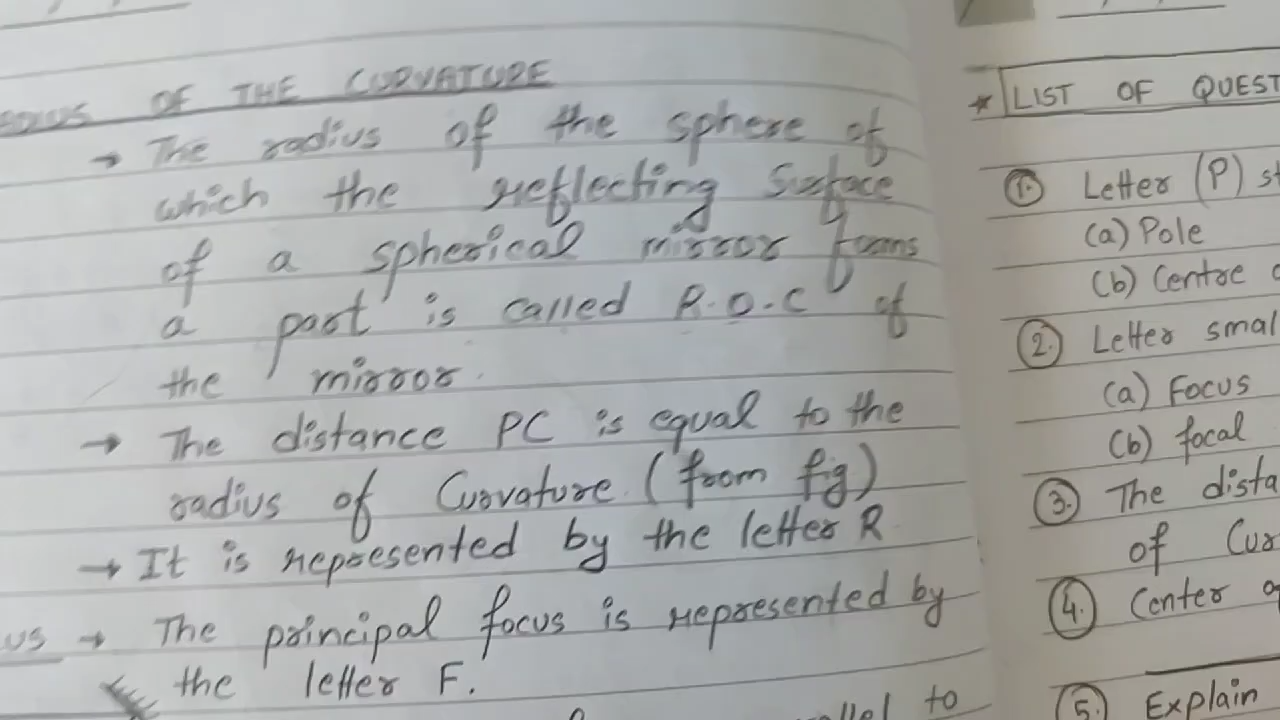 OF THE CURVATURE
→ The radius of the sphere of
which the reflecting Surface
of a spherical mirror forms
a part is called R.O.C of
the mirror.
→ The distance PC is equal to the
radius of Curvature (from fig)
→ It is represented by the letter R
→ The principal focus is represented by
the letter F.
to
* LIST OF QUEST
1. Letter (P) st
(a) Pole
(b) Centre
2. Letter smal
(a) Focus
(b) focal
3. The dista
of Cur
4. Center
5. Explain